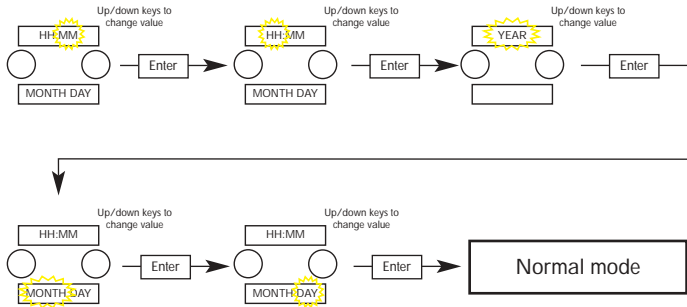 Up/down keys to
change value
HH:MM
MONTH DAY
Enter
Up/down keys to
change value
HH:MM
MONTH DAY
Enter
Up/down keys to
change value
YEAR
Enter
Up/down keys to
change value
HH:MM
MONTH DAY
Enter
Up/down keys to
change value
HH:MM
MONTH DAY
Enter
Normal mode